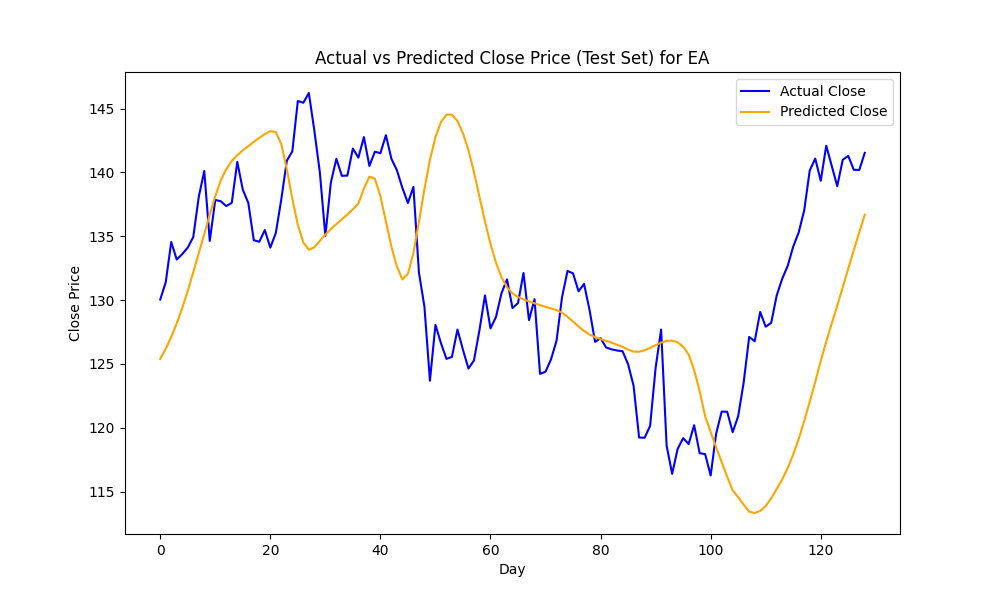 Actual vs Predicted Close Price (Test Set) for EA
Actual Close
Predicted Close
Close Price
145
140
135
130
125
120
115
0 20 40 60 80 100 120
Day